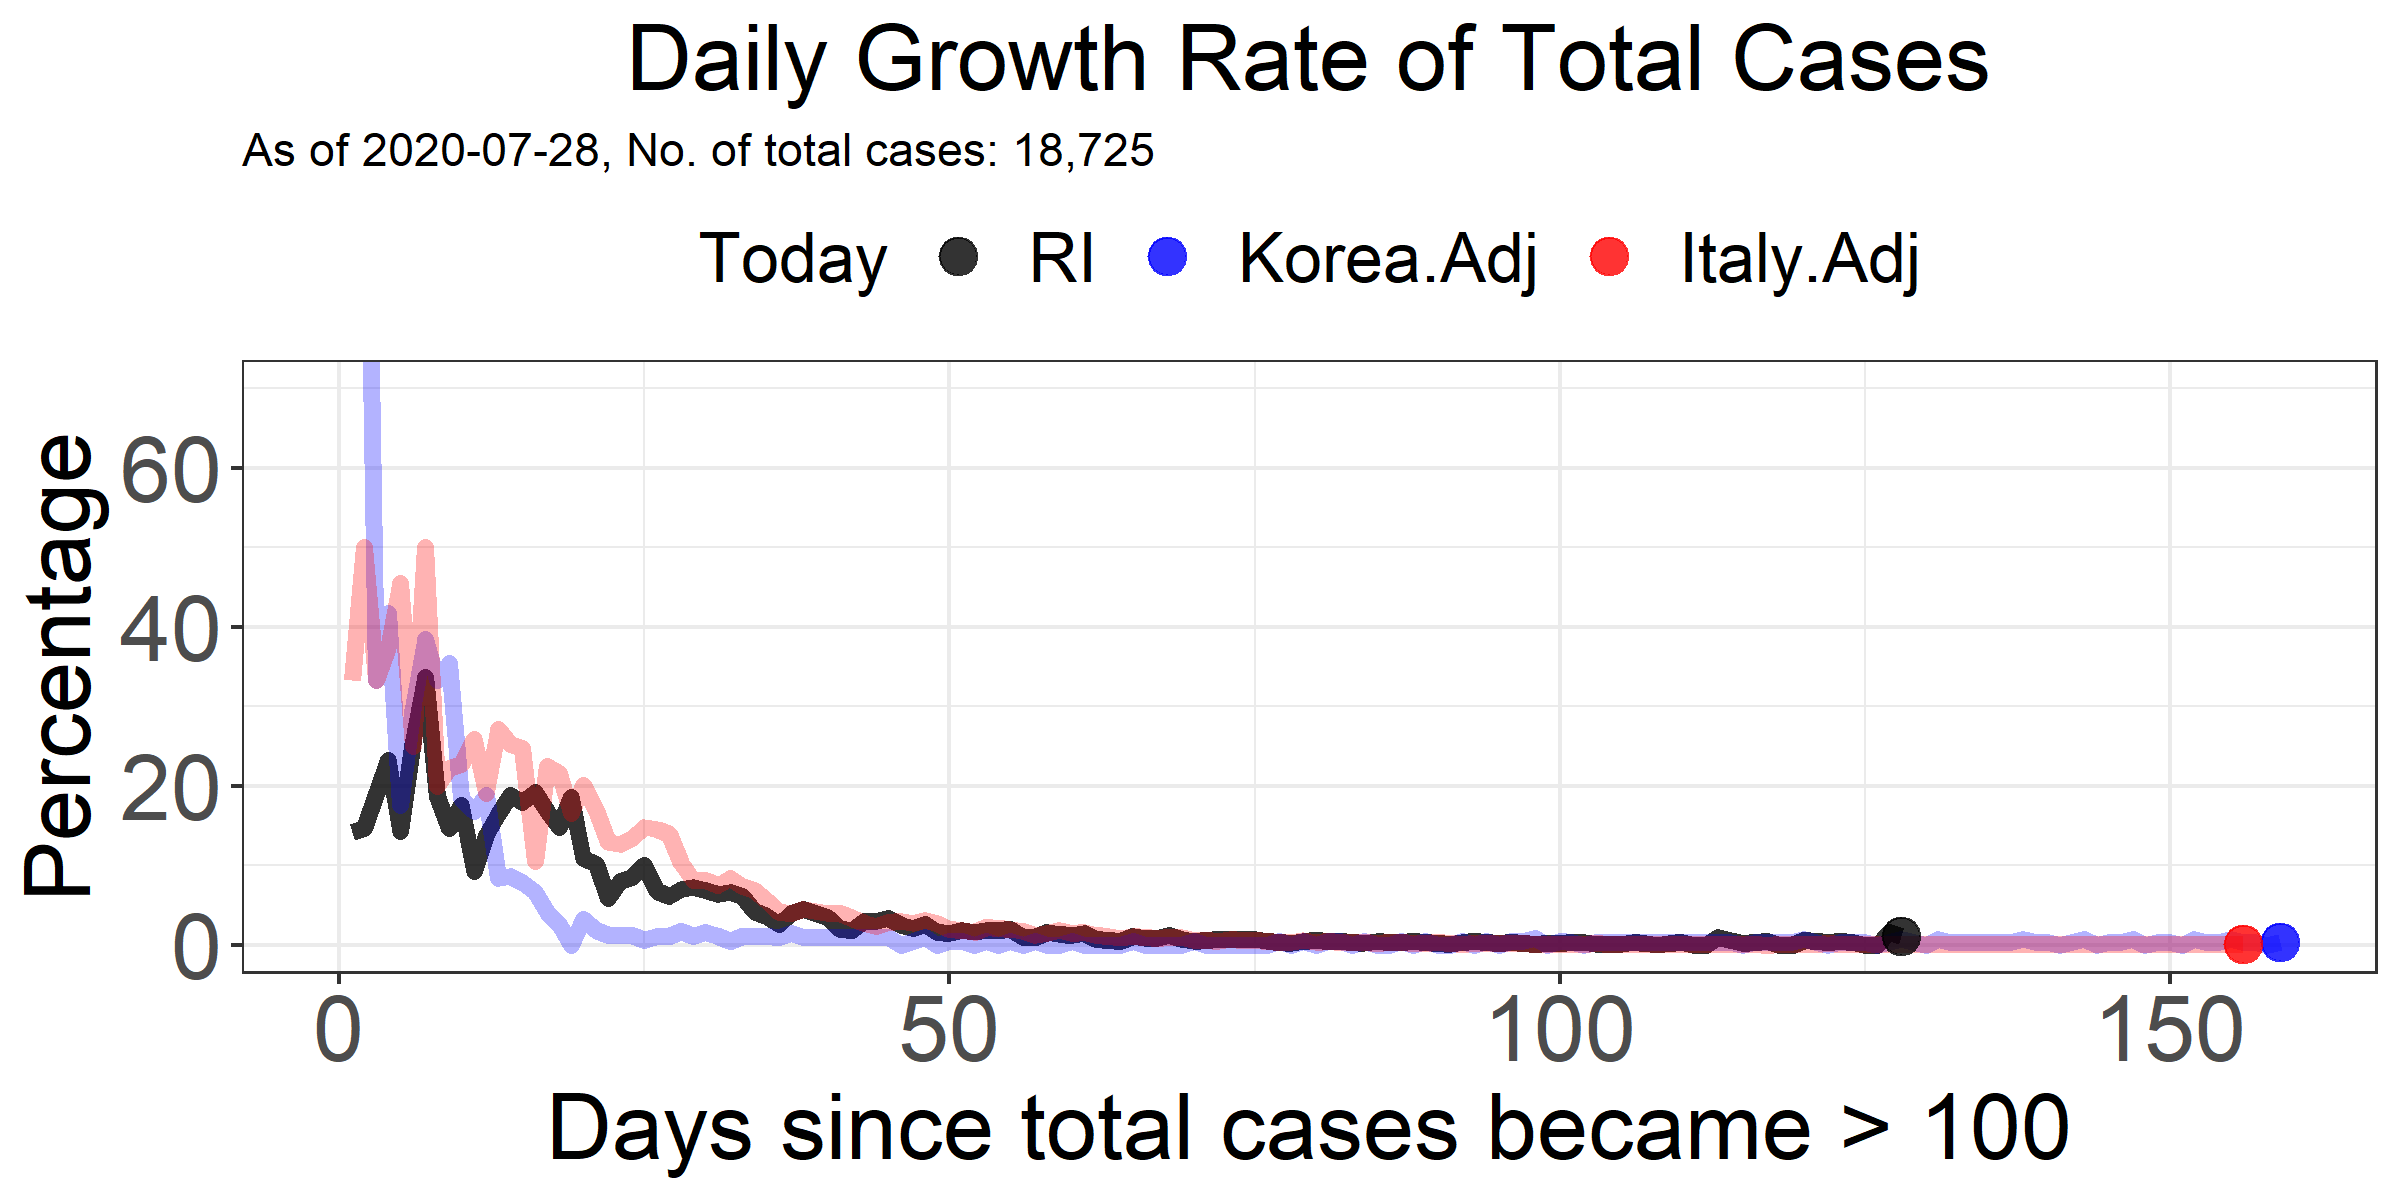 Daily Growth Rate of Total Cases
As of 2020-07-28, No. of total cases: 18,725
Today RI Korea.Adj Italy.Adj
Percentage
60
40
20
0
0 50 100 150
Days since total cases became > 100